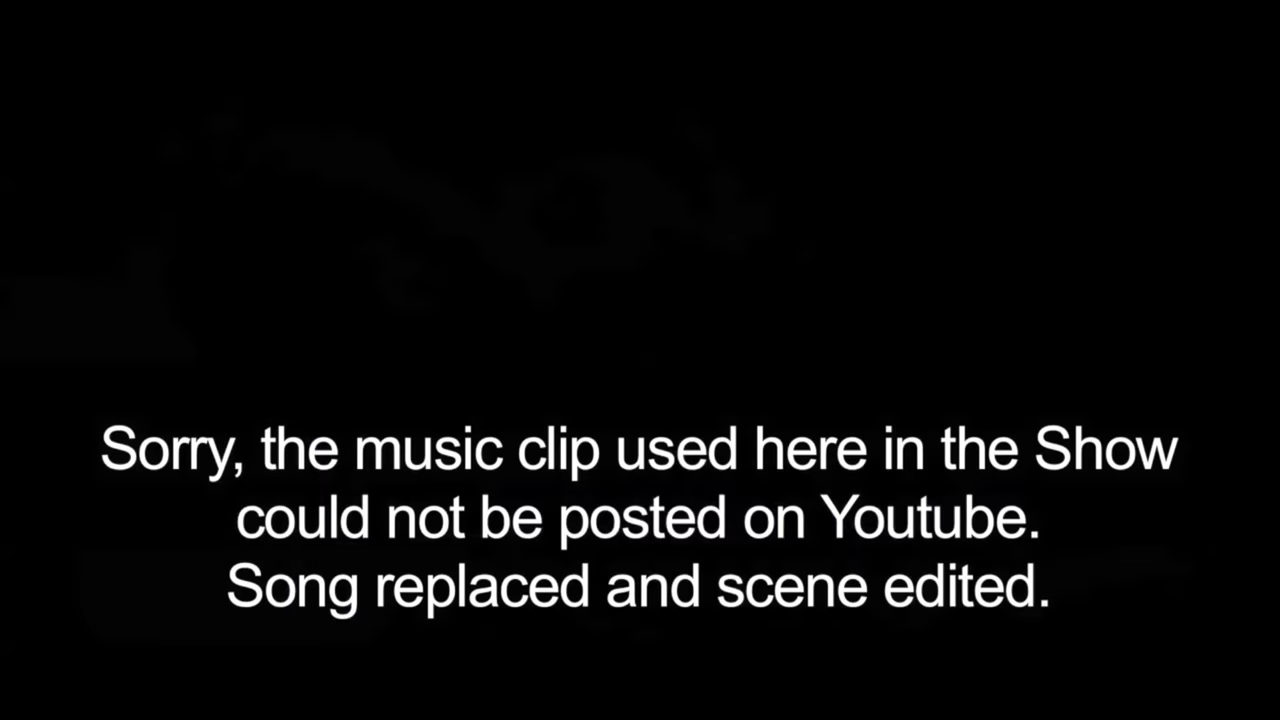 Sorry, the music clip used here in the Show
could not be posted on Youtube.
Song replaced and scene edited.